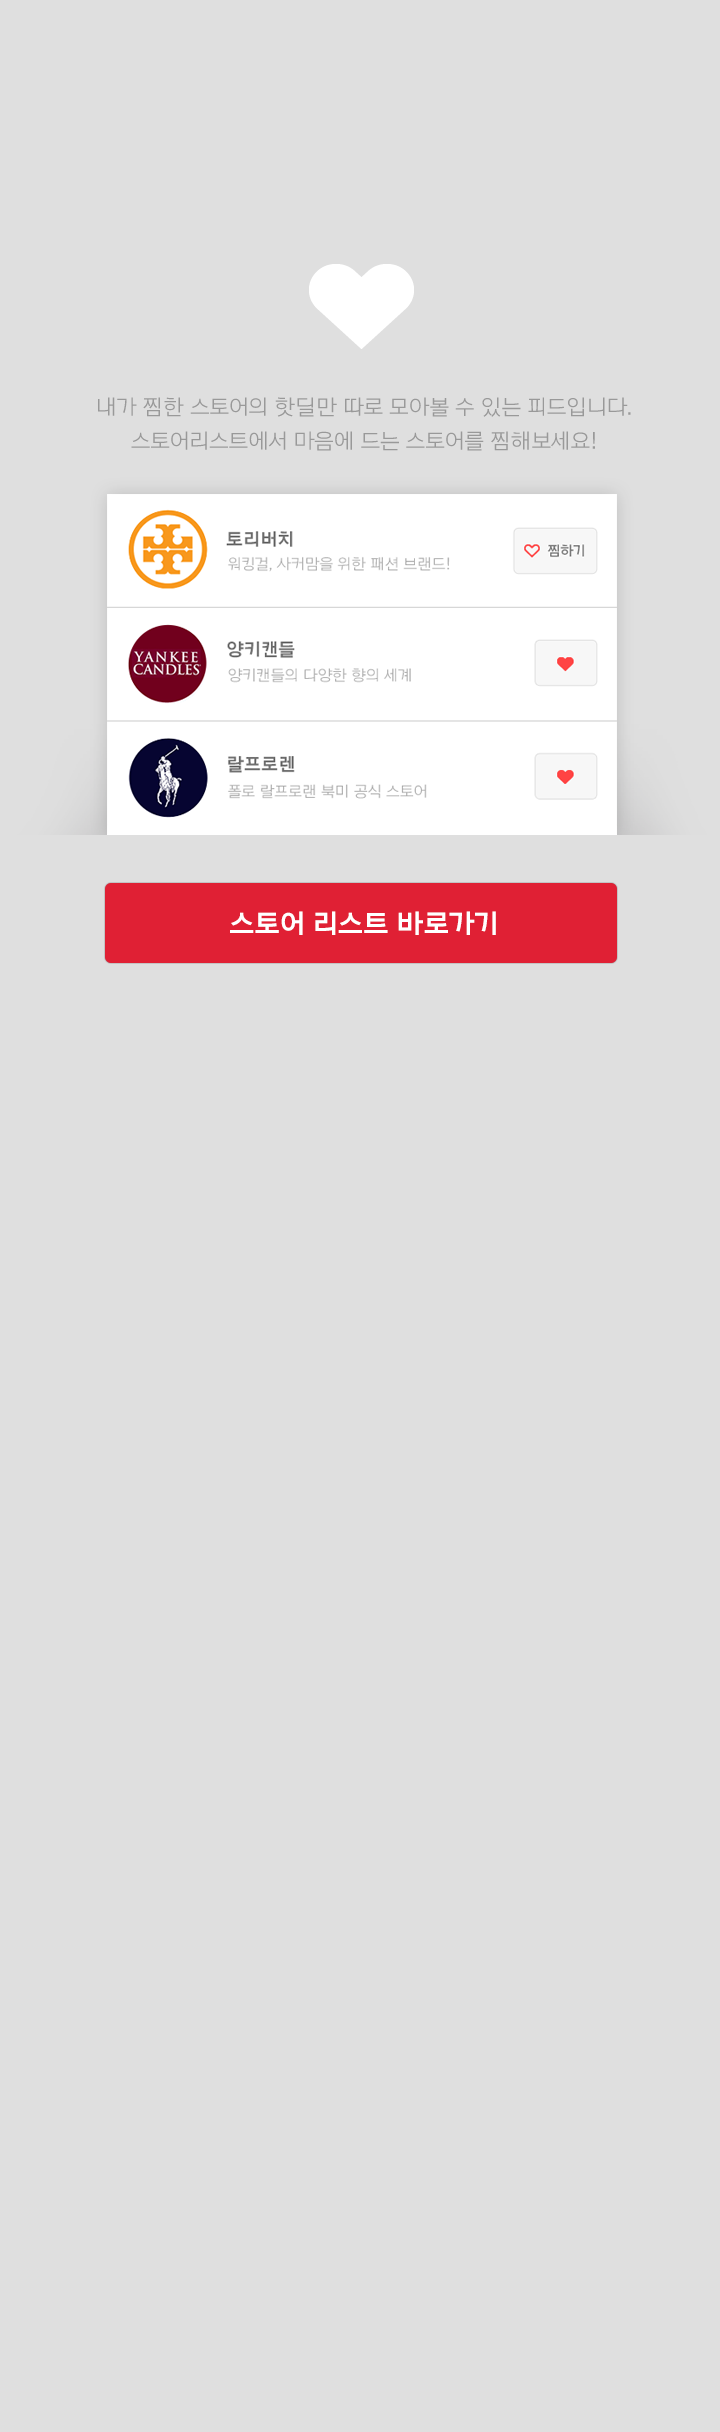 내가 찜한 스토어의 핫딜만 따로 모아볼 수 있는 피드입니다.
스토어리스트에서 마음에 드는 스토어를 찜해보세요!
토리버치
워킹걸, 사커맘을 위한 패션 브랜드!
찜하기
YANKEE
CANDLES
양키캔들
양키캔들의 다양한 향의 세계
랄프로렌
폴로 랄프로랜 북미 공식 스토어
스토어 리스트 바로가기